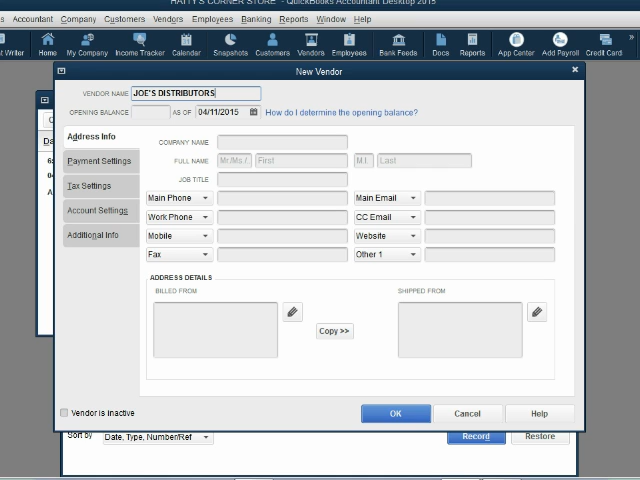 HATTY'S CORNER STORE - QuickBooks Accountant Desktop 2015
Accountant Company Customers Vendors Employees Banking Reports Window Help
Home My Company Income Tracker Calendar Snapshots Customers Vendors Employees Bank Feeds Docs Reports App Center Add Payroll Credit Card »
New Vendor
VENDOR NAME JOE'S DISTRIBUTORS
OPENING BALANCE AS OF 04/11/2015 How do I determine the opening balance?
Address Info
Payment Settings
Tax Settings
Account Settings
Additional Info
COMPANY NAME
FULL NAME Mr./Ms./. First M.I. Last
JOB TITLE
Main Phone Main Email
Work Phone CC Email
Mobile Website
Fax Other 1
ADDRESS DETAILS
BILLED FROM SHIPPED FROM
Copy >>
Vendor is inactive OK Cancel Help
Sort by Date, Type, Number/Ref Record Restore